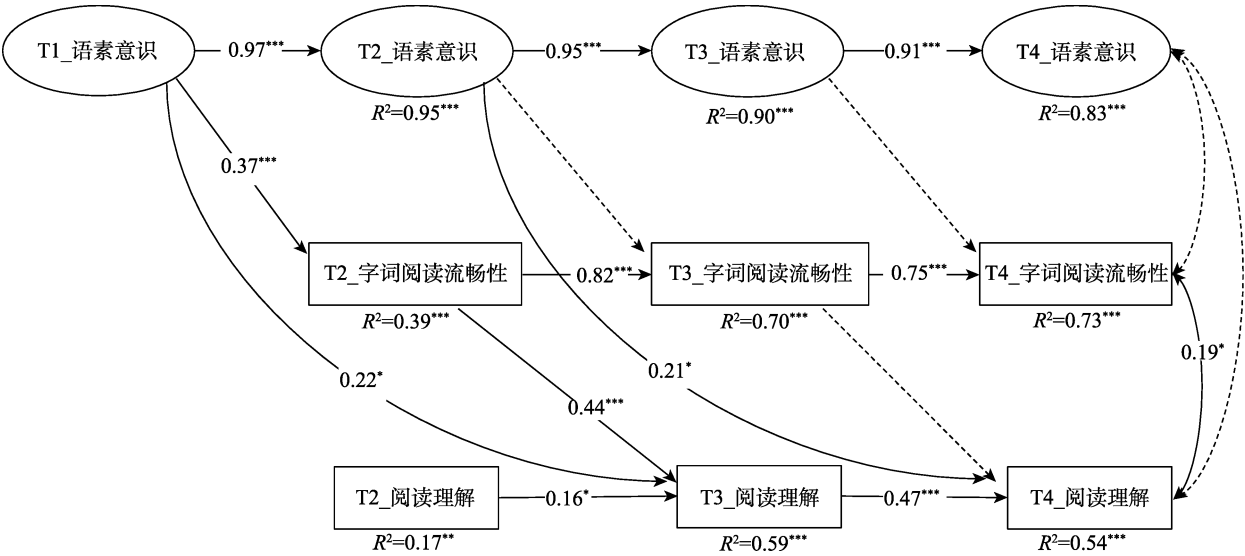 T1_语素意识
0.97***
T2_语素意识
0.95***
T3_语素意识
0.91***
T4_语素意识
R²=0.95***
R²=0.90***
R²=0.83***
0.37***
T2_字词阅读流畅性
0.82***
T3_字词阅读流畅性
0.75***
T4_字词阅读流畅性
R²=0.39***
R²=0.70***
R²=0.73***
0.19*
0.22*
0.21*
0.44***
T2_阅读理解
0.16*
T3_阅读理解
0.47***
T4_阅读理解
R²=0.17**
R²=0.59***
R²=0.54***